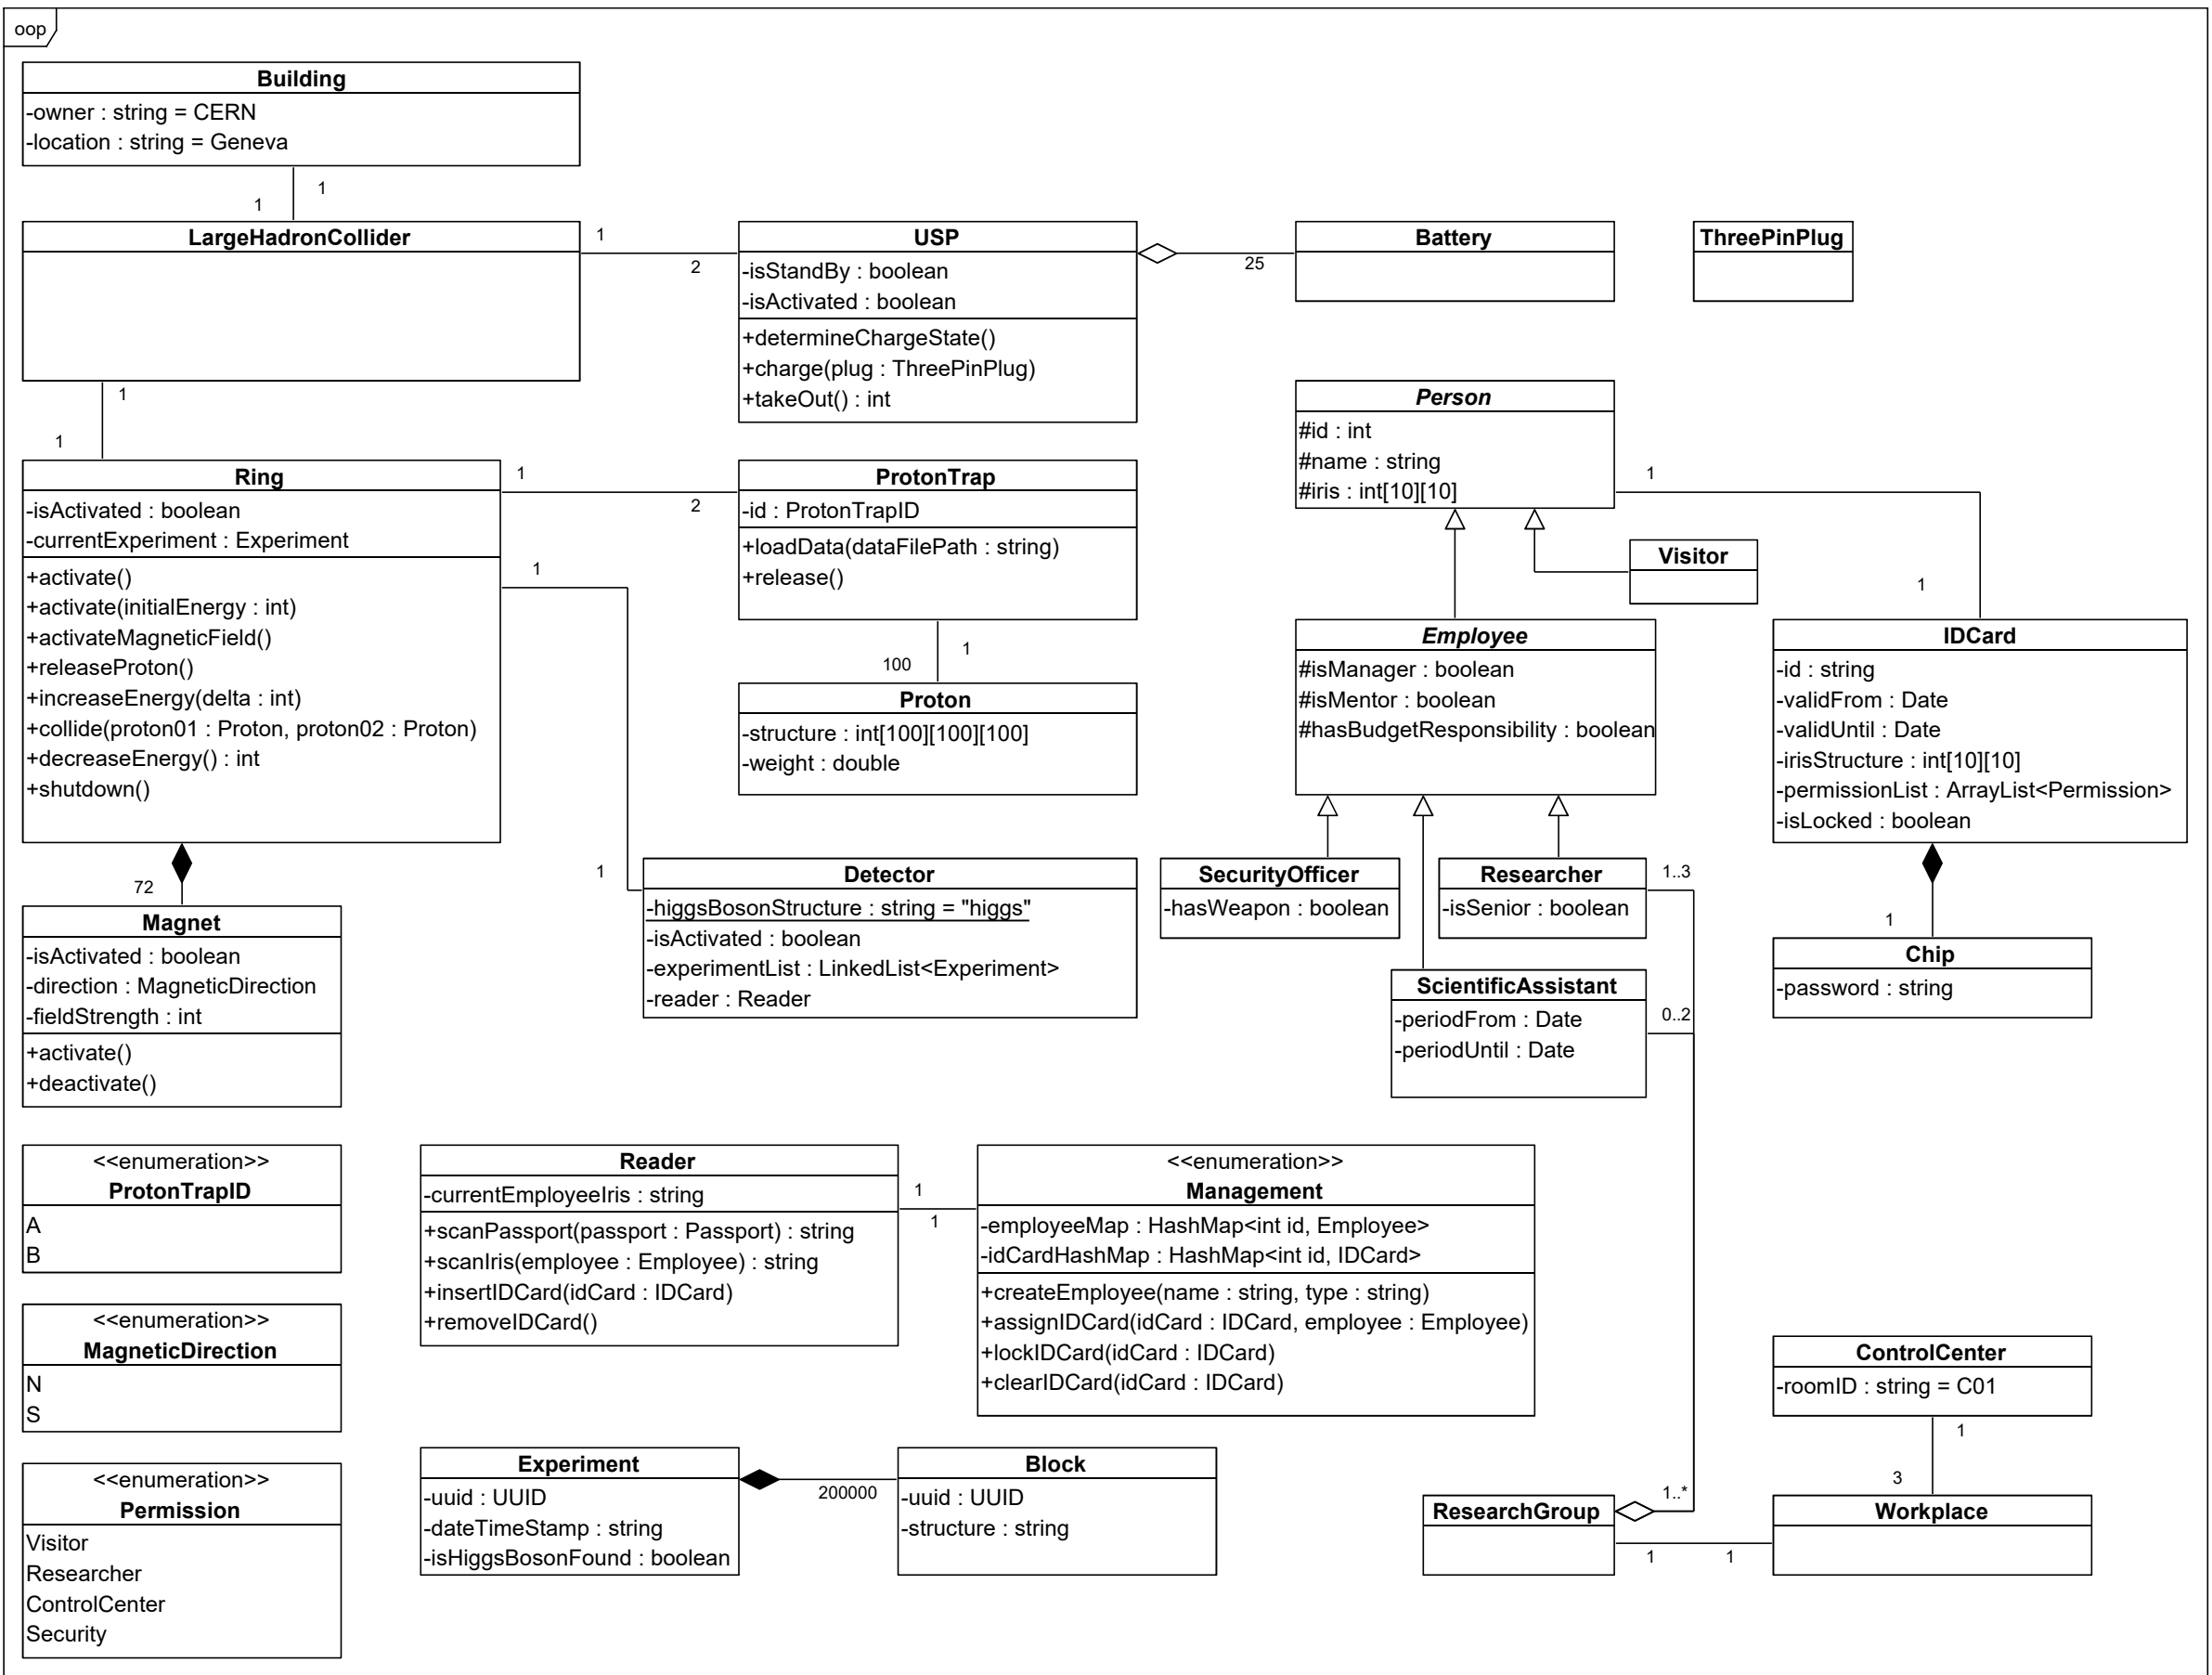 oop
Building
-owner : string = CERN
-location : string = Geneva
1
1
LargeHadronCollider
1
2
USP
-isStandBy : boolean
-isActivated : boolean
+determineChargeState()
+charge(plug : ThreePinPlug)
+takeOut() : int
25
Battery
ThreePinPlug
1
1
Ring
-isActivated : boolean
-currentExperiment : Experiment
+activate()
+activate(initialEnergy : int)
+activateMagneticField()
+releaseProton()
+increaseEnergy(delta : int)
+collide(proton01 : Proton, proton02 : Proton)
+decreaseEnergy() : int
+shutdown()
1
2
ProtonTrap
-id : ProtonTrapID
+loadData(dataFilePath : string)
+release()
1
100
Proton
-structure : int[100][100][100]
-weight : double
1
1
Detector
-higgsBosonStructure : string = "higgs"
-isActivated : boolean
-experimentList : LinkedList<Experiment>
-reader : Reader
72
Magnet
-isActivated : boolean
-direction : MagneticDirection
-fieldStrength : int
+activate()
+deactivate()
Person
#id : int
#name : string
#iris : int[10][10]
1
1
Visitor
Employee
#isManager : boolean
#isMentor : boolean
#hasBudgetResponsibility : boolean
IDCard
-id : string
-validFrom : Date
-validUntil : Date
-irisStructure : int[10][10]
-permissionList : ArrayList<Permission>
-isLocked : boolean
1
Chip
-password : string
SecurityOfficer
-hasWeapon : boolean
Researcher
-isSenior : boolean
1..3
ScientificAssistant
-periodFrom : Date
-periodUntil : Date
0..2
<<enumeration>>
ProtonTrapID
A
B
<<enumeration>>
MagneticDirection
N
S
<<enumeration>>
Permission
Visitor
Researcher
ControlCenter
Security
Reader
-currentEmployeeIris : string
+scanPassport(passport : Passport) : string
+scanIris(employee : Employee) : string
+insertIDCard(idCard : IDCard)
+removeIDCard()
1
1
<<enumeration>>
Management
-employeeMap : HashMap<int id, Employee>
-idCardHashMap : HashMap<int id, IDCard>
+createEmployee(name : string, type : string)
+assignIDCard(idCard : IDCard, employee : Employee)
+lockIDCard(idCard : IDCard)
+clearIDCard(idCard : IDCard)
Experiment
-uuid : UUID
-dateTimeStamp : string
-isHiggsBosonFound : boolean
200000
Block
-uuid : UUID
-structure : string
ControlCenter
-roomID : string = C01
1
3
ResearchGroup
1..*
1
1
Workplace